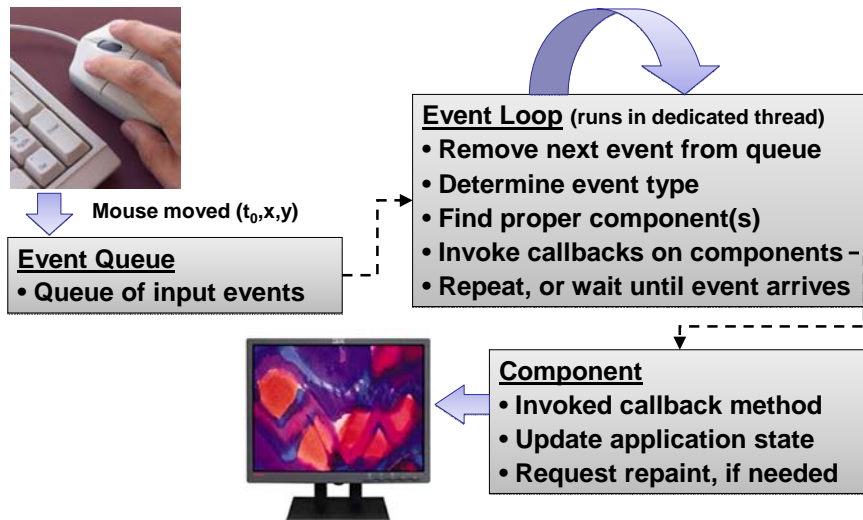 Mouse moved (t₀,x,y)
Event Queue
• Queue of input events
Event Loop (runs in dedicated thread)
• Remove next event from queue
• Determine event type
• Find proper component(s)
• Invoke callbacks on components
• Repeat, or wait until event arrives
Component
• Invoked callback method
• Update application state
• Request repaint, if needed